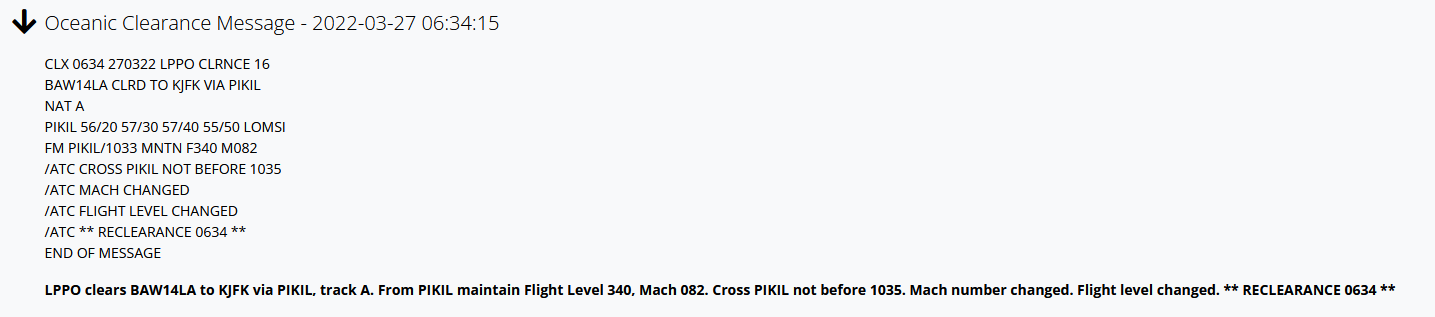 Oceanic Clearance Message - 2022-03-27 06:34:15
CLX 0634 270322 LPPO CLRNCE 16
BAW14LA CLRD TO KJFK VIA PIKIL
NAT A
PIKIL 56/20 57/30 57/40 55/50 LOMSI
FM PIKIL/1033 MNTN F340 M082
/ATC CROSS PIKIL NOT BEFORE 1035
/ATC MACH CHANGED
/ATC FLIGHT LEVEL CHANGED
/ATC ** RECLEARANCE 0634 **
END OF MESSAGE
LPPO clears BAW14LA to KJFK via PIKIL, track A. From PIKIL maintain Flight Level 340, Mach 082. Cross PIKIL not before 1035. Mach number changed. Flight level changed. ** RECLEARANCE 0634 **